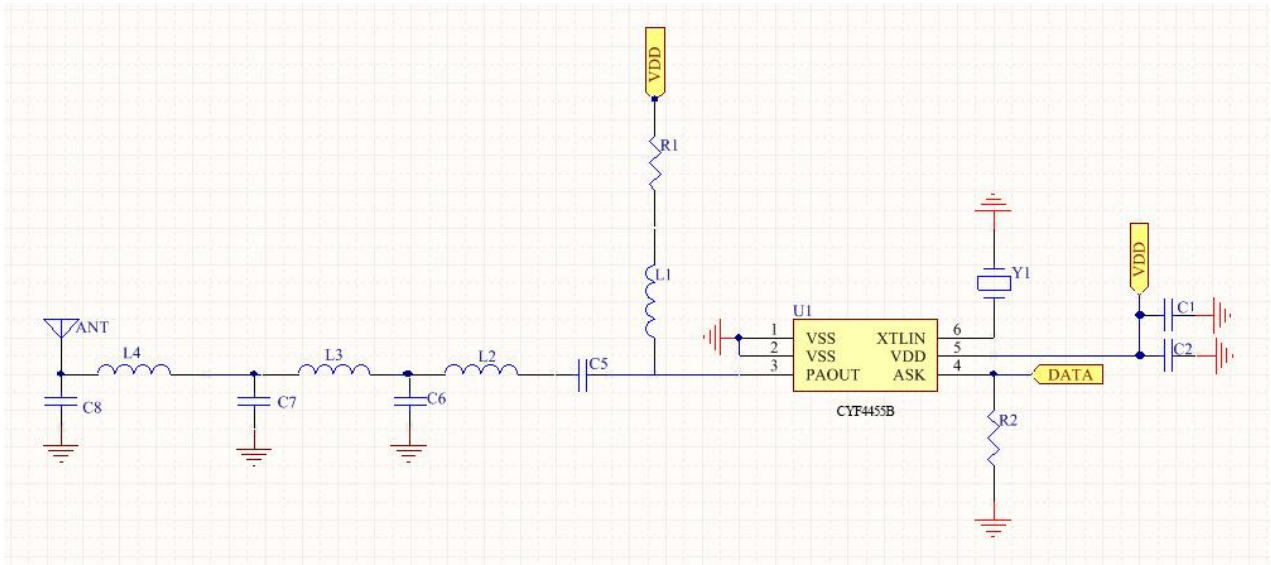 VDD
R1
L1
Y1
VDD
C1
C2
U1
1 VSS XTLIN 6
2 VSS VDD 5
3 PAOUT ASK 4
CYF4455B
DATA
R2
ANT
L4
L3
L2
C5
C8
C7
C6